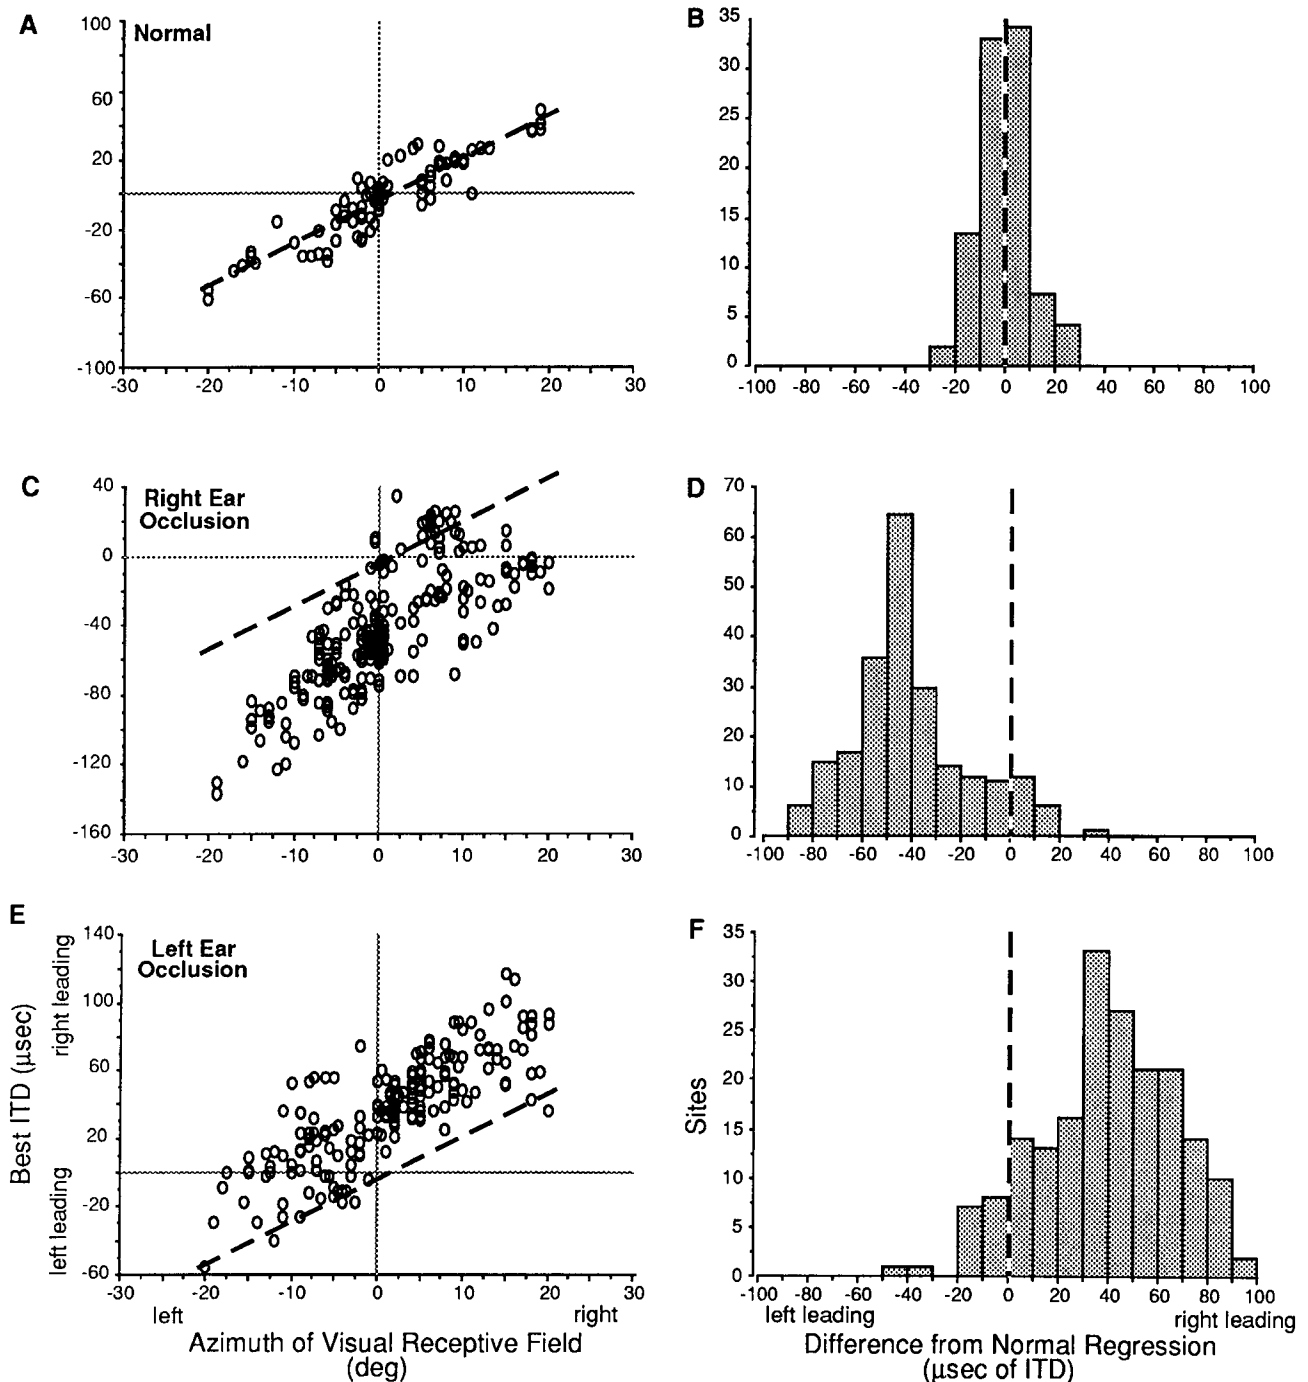 A
Normal
100
60
20
-20
-60
-100
-30 -20 -10 0 10 20 30
B
35
30
25
20
15
10
5
0
-100 -80 -60 -40 -20 0 20 40 60 80 100
C
Right Ear
Occlusion
40
0
-40
-80
-120
-160
-30 -20 -10 0 10 20 30
D
70
60
50
40
30
20
10
0
-100 -80 -60 -40 -20 0 20 40 60 80 100
E
Left Ear
Occlusion
Best ITD (µsec)
left leading
right leading
140
100
60
20
-20
-60
-30 -20 -10 0 10 20 30
left
right
Azimuth of Visual Receptive Field
(deg)
F
Sites
35
30
25
20
15
10
5
0
-100 -80 -60 -40 -20 0 20 40 60 80 100
left leading
right leading
Difference from Normal Regression
(µsec of ITD)